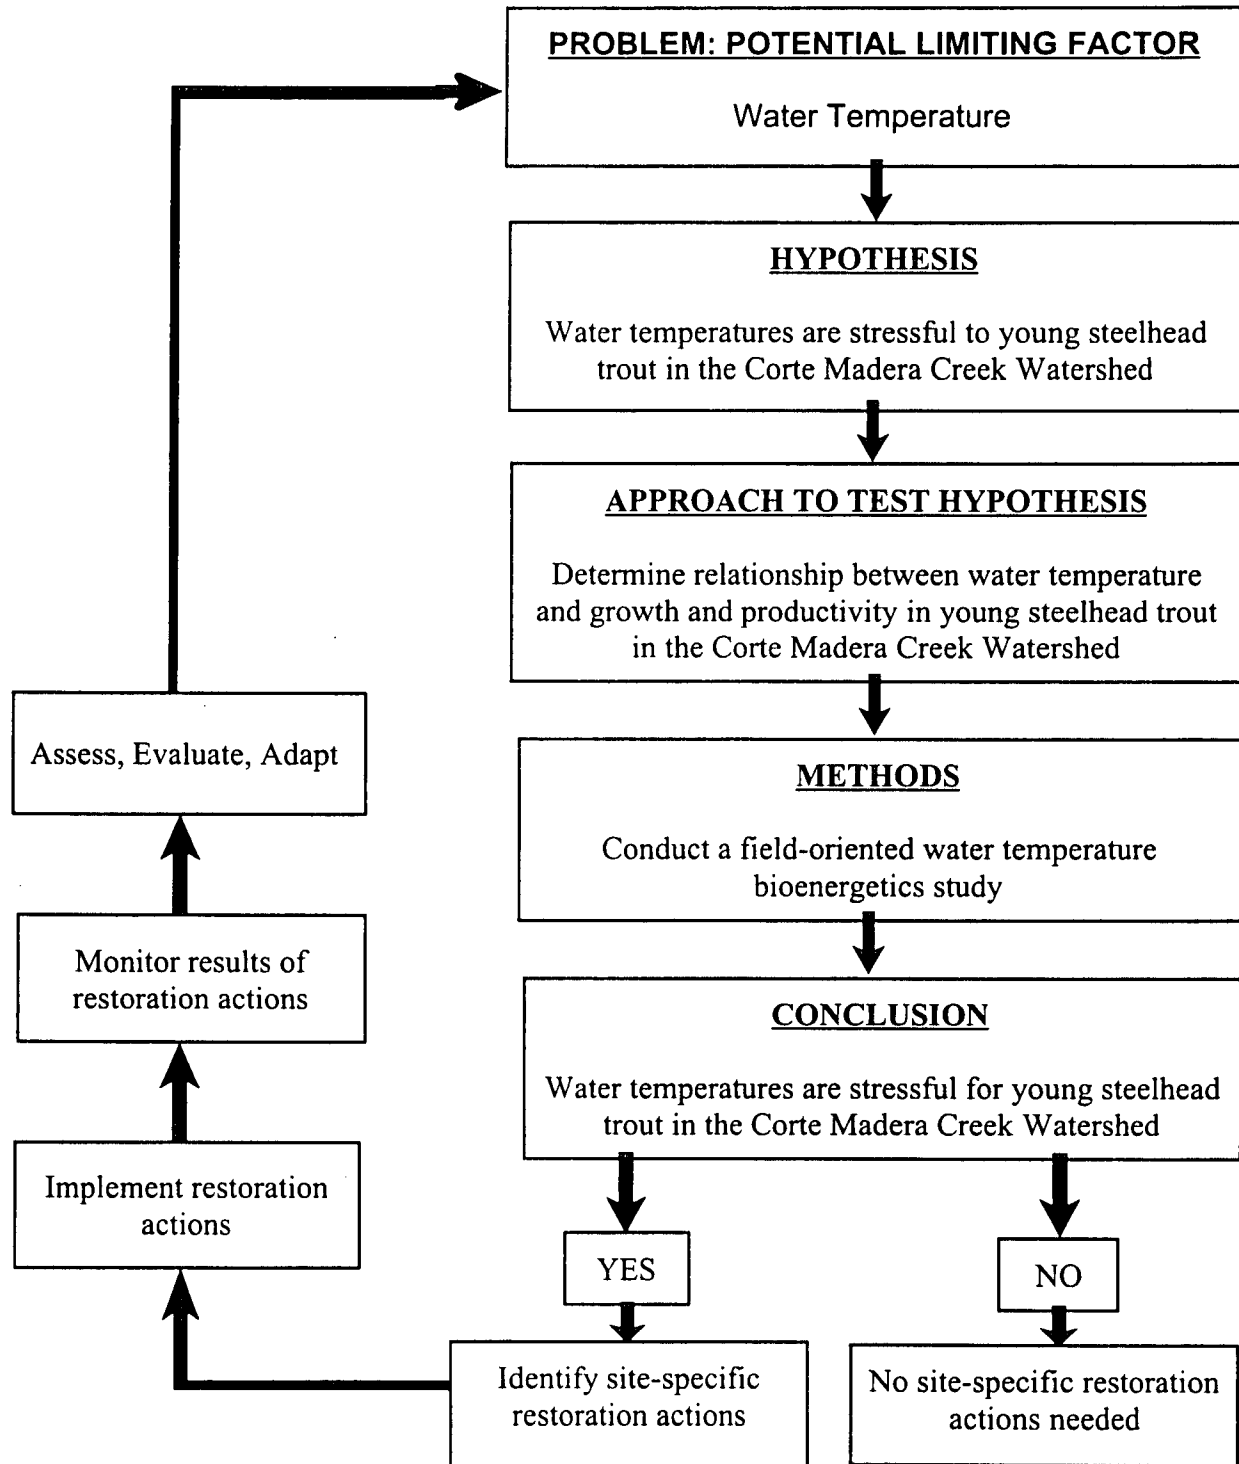 PROBLEM: POTENTIAL LIMITING FACTOR
Water Temperature
HYPOTHESIS
Water temperatures are stressful to young steelhead
trout in the Corte Madera Creek Watershed
APPROACH TO TEST HYPOTHESIS
Determine relationship between water temperature
and growth and productivity in young steelhead trout
in the Corte Madera Creek Watershed
METHODS
Conduct a field-oriented water temperature
bioenergetics study
CONCLUSION
Water temperatures are stressful for young steelhead
trout in the Corte Madera Creek Watershed
YES
NO
Identify site-specific
restoration actions
No site-specific restoration
actions needed
Implement restoration
actions
Monitor results of
restoration actions
Assess, Evaluate, Adapt